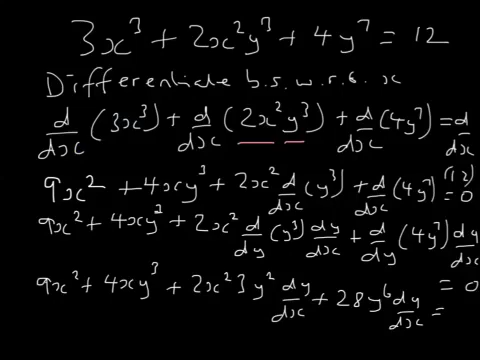 3x³ + 2x²y³ + 4y⁷ = 12
Differentiate b.s. w.r.t. x
d/dx (3x³) + d/dx (2x²y³) + d/dx (4y⁷) = d/dx (12)
9x² + 4xy³ + 2x² d/dx (y³) + d/dx (4y⁷) = 0
9x² + 4xy³ + 2x² d/dy (y³) dy/dx + d/dy (4y⁷) dy/dx = 0
9x² + 4xy³ + 2x² 3y² dy/dx + 28y⁶ dy/dx =